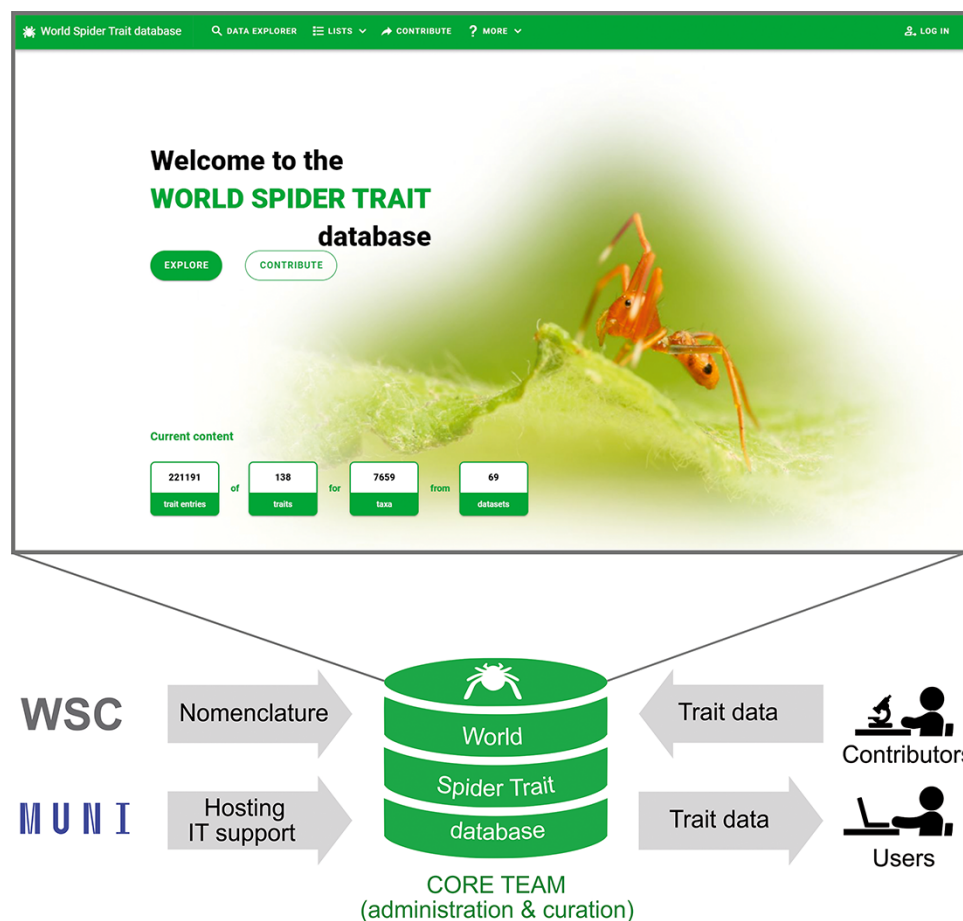 World Spider Trait database DATA EXPLORER LISTS CONTRIBUTE ? MORE LOG IN
Welcome to the
WORLD SPIDER TRAIT
database
EXPLORE CONTRIBUTE
Current content
221191 of 138 for 7659 from 69
trait entries traits taxa datasets
WSC
Nomenclature
World
Spider Trait
database
Trait data
Contributors
MUNI
Hosting
IT support
Trait data
Users
CORE TEAM
(administration & curation)